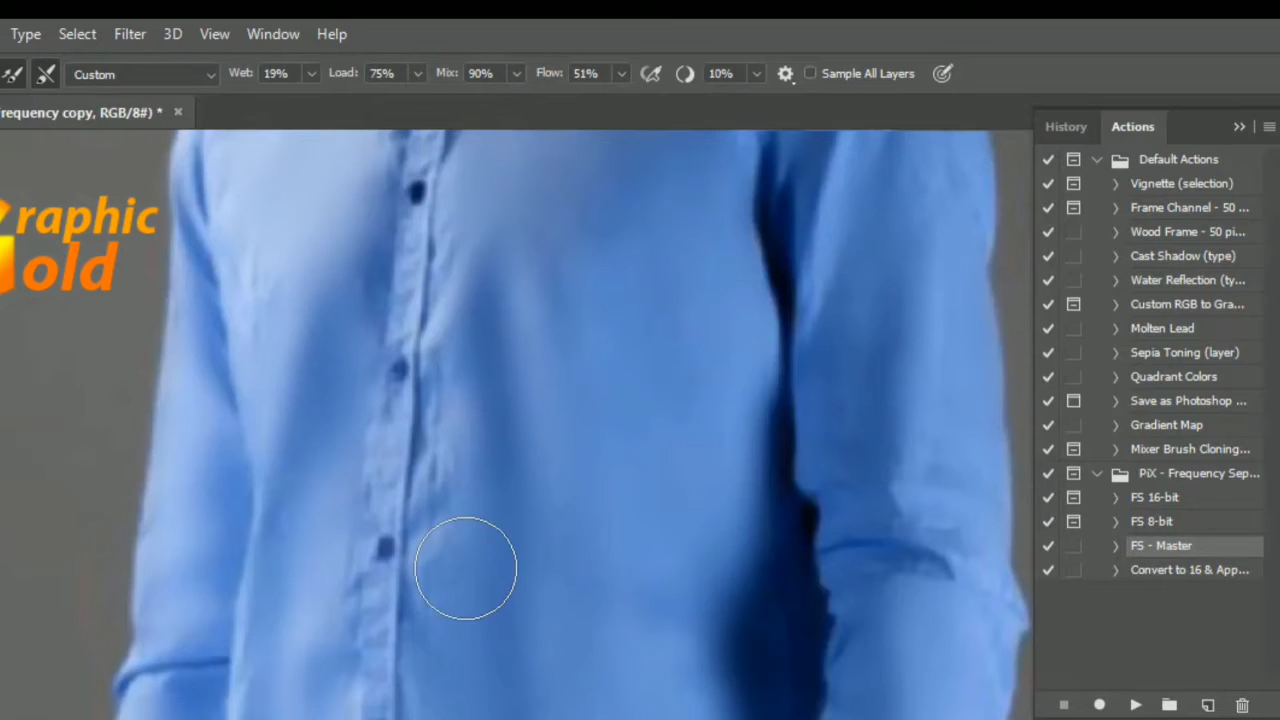 Type Select Filter 3D View Window Help
Custom Wet: 19% Load: 75% Mix: 90% Flow: 51% 10% Sample All Layers
requency copy, RGB/8#) * ×
raphic
old
History Actions
Default Actions
Vignette (selection)
Frame Channel - 50 ...
Wood Frame - 50 pi...
Cast Shadow (type)
Water Reflection (ty...
Custom RGB to Gra...
Molten Lead
Sepia Toning (layer)
Quadrant Colors
Save as Photoshop ...
Gradient Map
Mixer Brush Cloning...
PiX - Frequency Sep...
FS 16-bit
FS 8-bit
FS - Master
Convert to 16 & App...